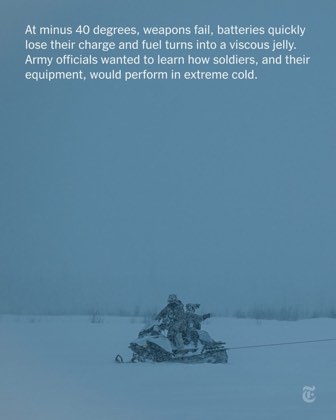 At minus 40 degrees, weapons fail, batteries quickly
lose their charge and fuel turns into a viscous jelly.
Army officials wanted to learn how soldiers, and their
equipment, would perform in extreme cold.
T